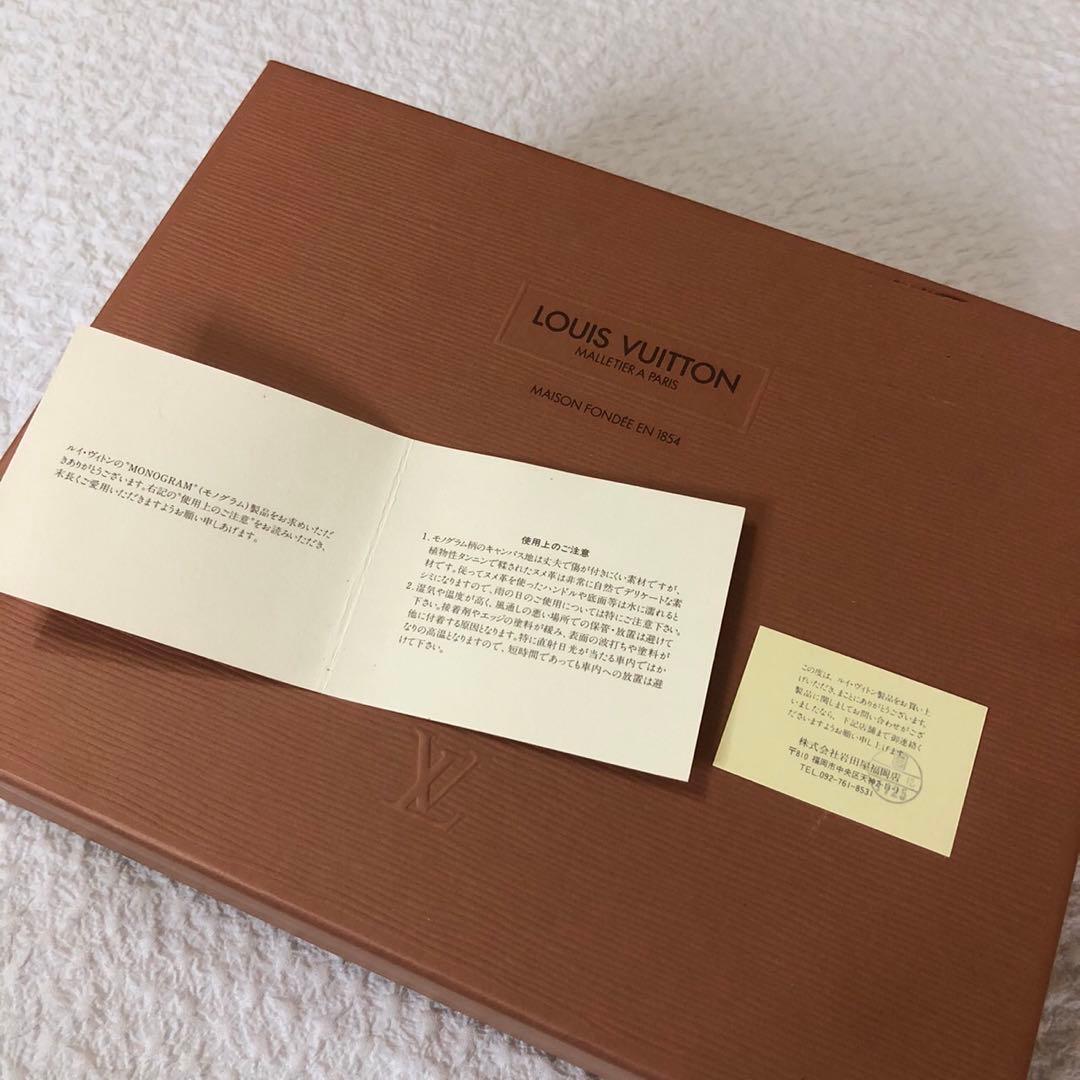 LOUIS VUITTON
MALLETIER A PARIS
MAISON FONDÉE EN 1854
ルイ・ヴィトンの"MONOGRAM"(モノグラム)製品をお求めいただ
きありがとうございます。右記の"使用上のご注意"をお読みいただき、
末長くご愛用いただきますようお願い申しあげます。
使用上のご注意
1. モノグラム柄のキャンバス地は丈夫で傷が付きにくい素材ですが、
植物性タンニンで鞣されたヌメ革は非常に自然でデリケートな素
材です。従ってヌメ革を使ったハンドルや底面等は水に濡れると
シミになりますので、雨の日のご使用については特にご注意下さい。
2. 湿気や温度が高く、風通しの悪い場所での保管・放置は避けて
下さい。接着剤やエッジの塗料が緩み、表面の波打ちや塗料が
他に付着する原因となります。特に直射日光が当たる車内ではか
なりの高温となりますので、短時間であっても車内への放置は避
けて下さい。
LV
この度は、ルイ・ヴィトン製品をお買い上
げいただき、まことにありがとうございます。
製品に関しましてお問い合わせがござ
いましたなら、下記店舗まで御連絡く
ださいますようお願い申し上げます。
株式会社岩田屋福岡店
〒810 福岡市中央区天神
TEL.092-761-8531